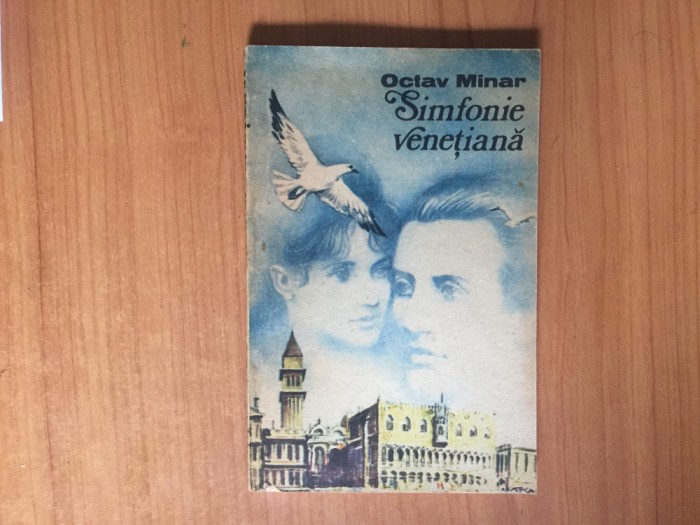 Octav Minar
Simfonie
venețiană